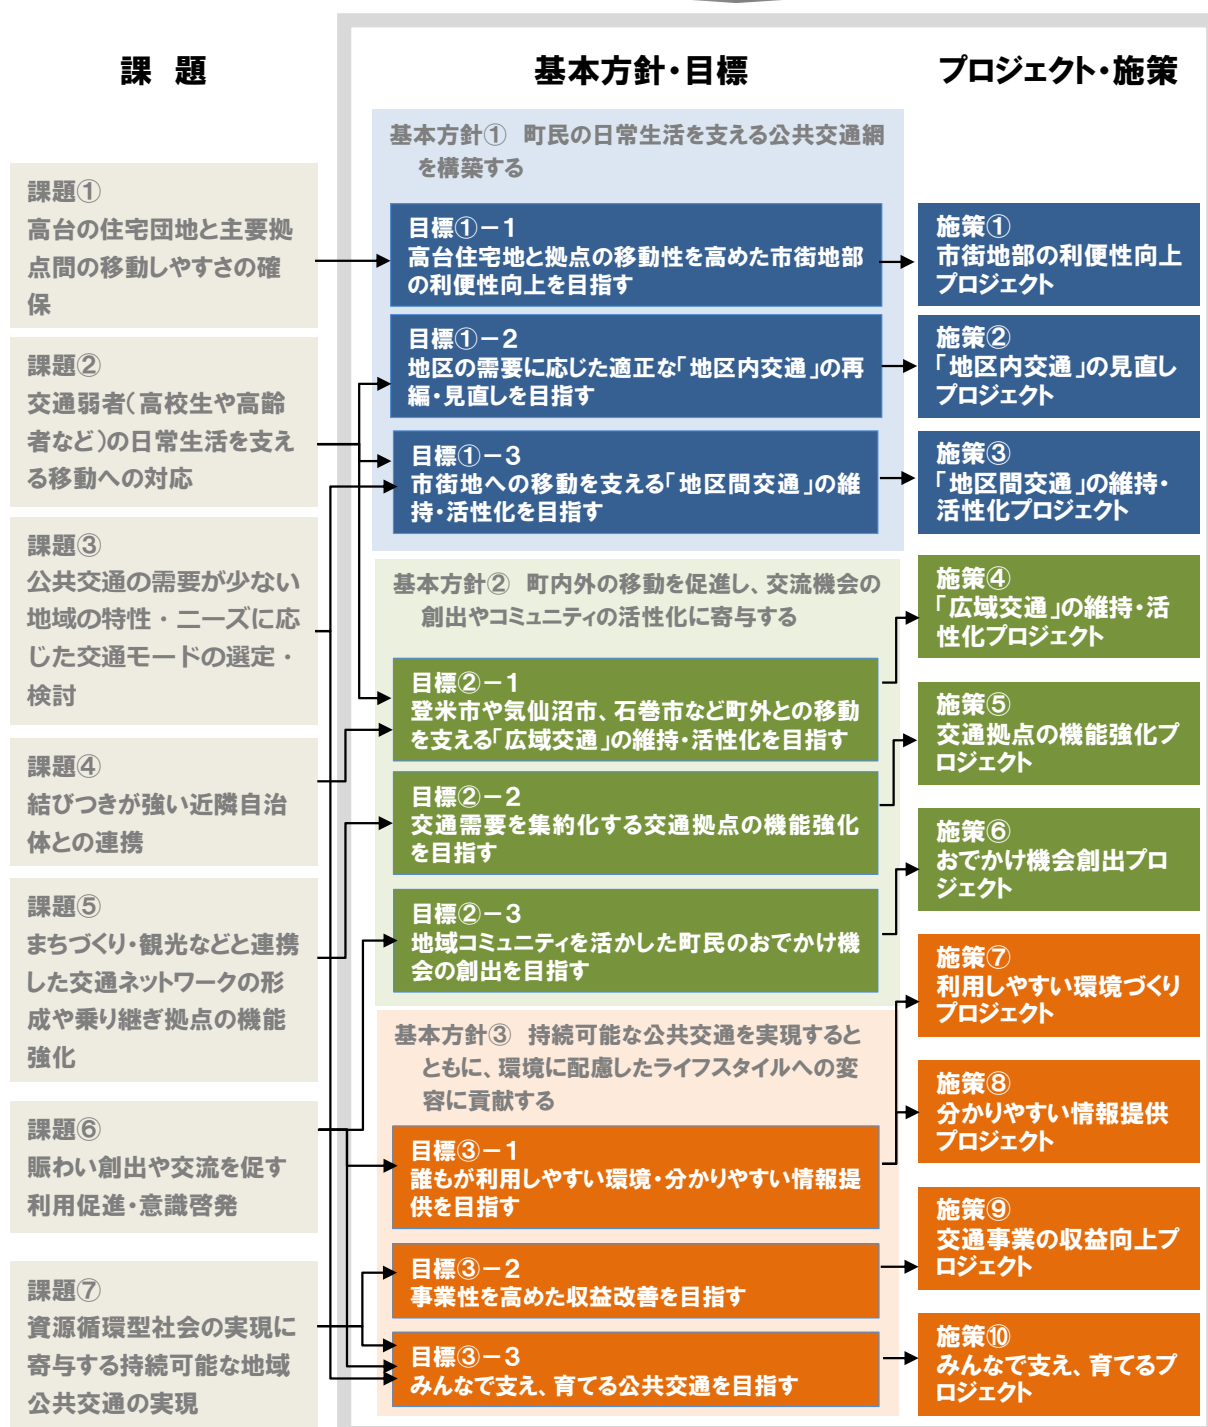 課 題
基本方針・目標
プロジェクト・施策
課題①
高台の住宅団地と主要拠
点間の移動しやすさの確
保
課題②
交通弱者（高校生や高齢
者など）の日常生活を支え
る移動への対応
課題③
公共交通の需要が少ない
地域の特性・ニーズに応
じた交通モードの選定・
検討
課題④
結びつきが強い近隣自治
体との連携
課題⑤
まちづくり・観光などと連携
した交通ネットワークの形
成や乗り継ぎ拠点の機能
強化
課題⑥
賑わい創出や交流を促す
利用促進・意識啓発
課題⑦
資源循環型社会の実現に
寄与する持続可能な地域
公共交通の実現
基本方針① 町民の日常生活を支える公共交通網
を構築する
目標①－1
高台住宅地と拠点の移動性を高めた市街地部
の利便性向上を目指す
目標①－2
地区の需要に応じた適正な「地区内交通」の再
編・見直しを目指す
目標①－3
市街地への移動を支える「地区間交通」の維
持・活性化を目指す
基本方針② 町内外の移動を促進し、交流機会の
創出やコミュニティの活性化に寄与する
目標②－1
登米市や気仙沼市、石巻市など町外との移動
を支える「広域交通」の維持・活性化を目指す
目標②－2
交通需要を集約化する交通拠点の機能強化
を目指す
目標②－3
地域コミュニティを活かした町民のおでかけ機
会の創出を目指す
基本方針③ 持続可能な公共交通を実現すると
ともに、環境に配慮したライフスタイルへの変
容に貢献する
目標③－1
誰もが利用しやすい環境・分かりやすい情報提
供を目指す
目標③－2
事業性を高めた収益改善を目指す
目標③－3
みんなで支え、育てる公共交通を目指す
施策①
市街地部の利便性向上
プロジェクト
施策②
「地区内交通」の見直し
プロジェクト
施策③
「地区間交通」の維持・
活性化プロジェクト
施策④
「広域交通」の維持・活
性化プロジェクト
施策⑤
交通拠点の機能強化プ
ロジェクト
施策⑥
おでかけ機会創出プロ
ジェクト
施策⑦
利用しやすい環境づくり
プロジェクト
施策⑧
分かりやすい情報提供
プロジェクト
施策⑨
交通事業の収益向上プ
ロジェクト
施策⑩
みんなで支え、育てるプ
ロジェクト